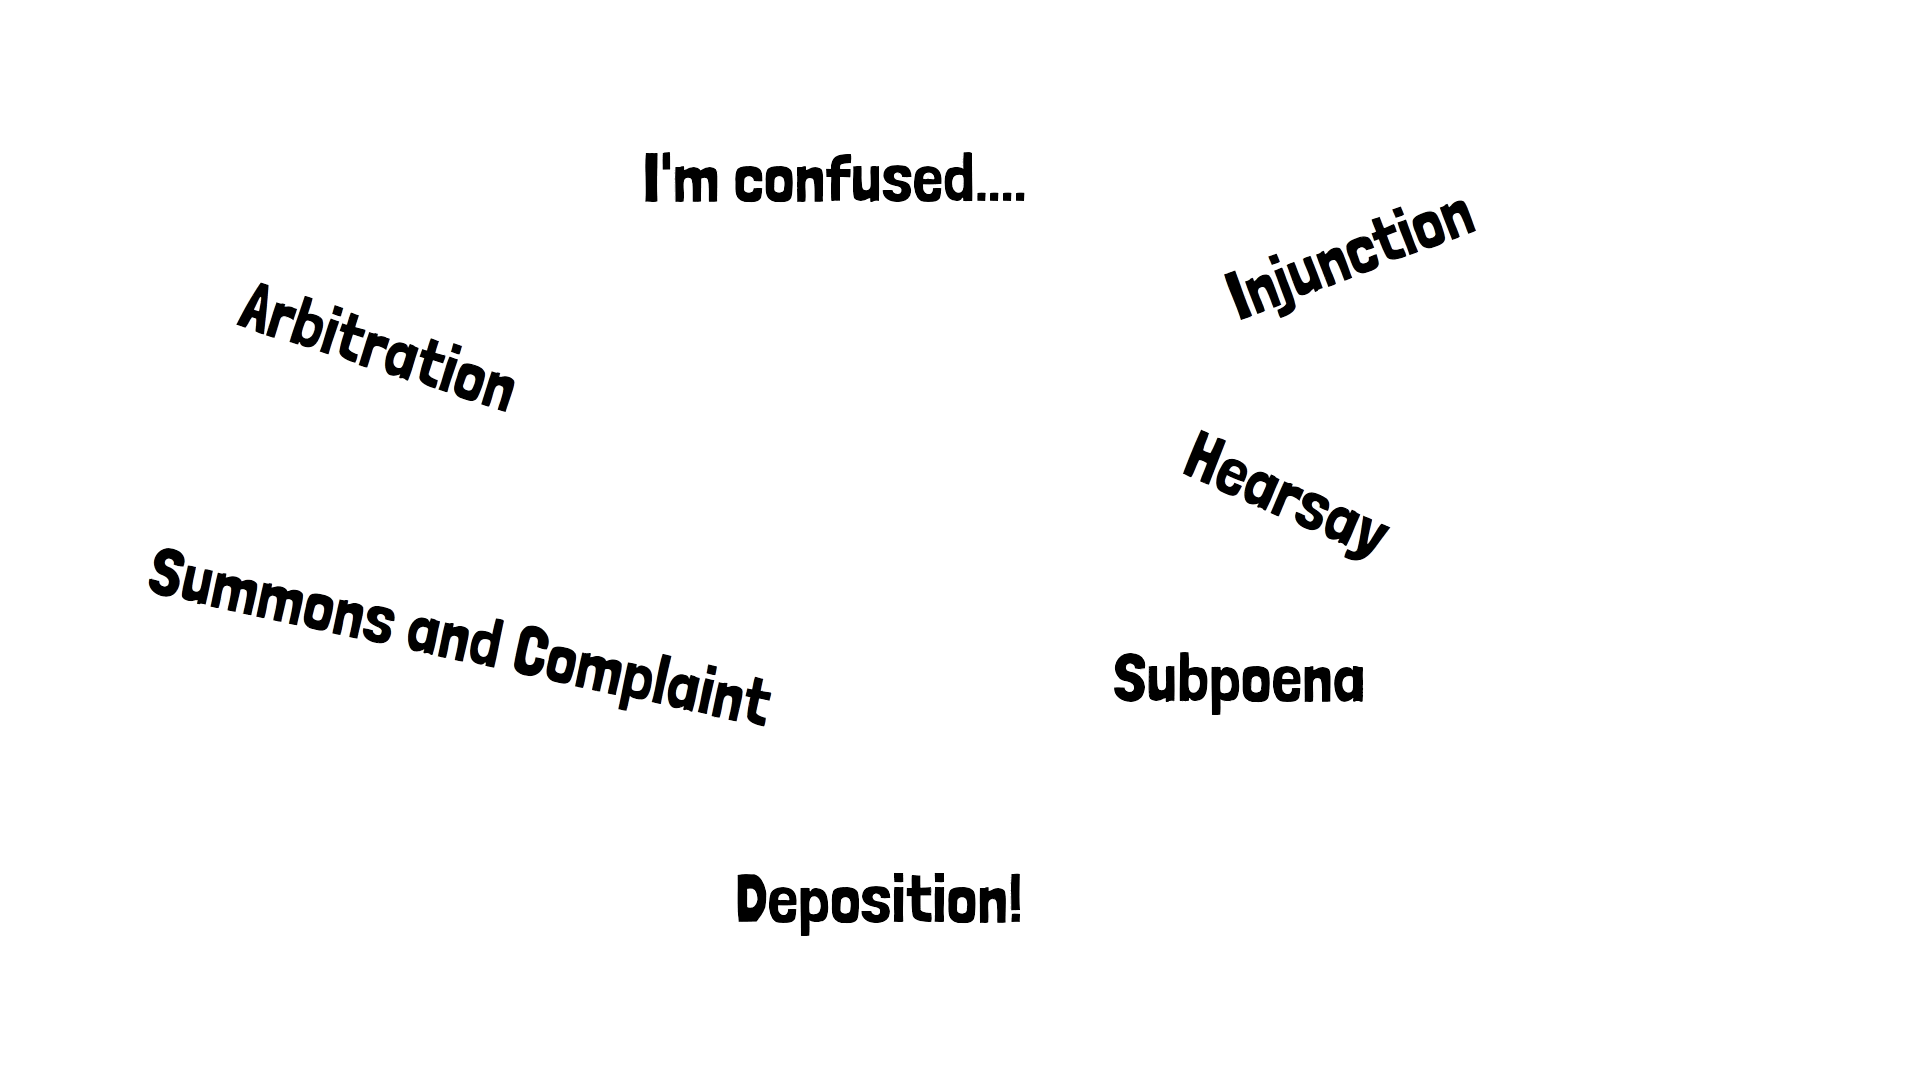 I'm confused....
Injunction
Arbitration
Hearsay
Summons and Complaint
Subpoena
Deposition!